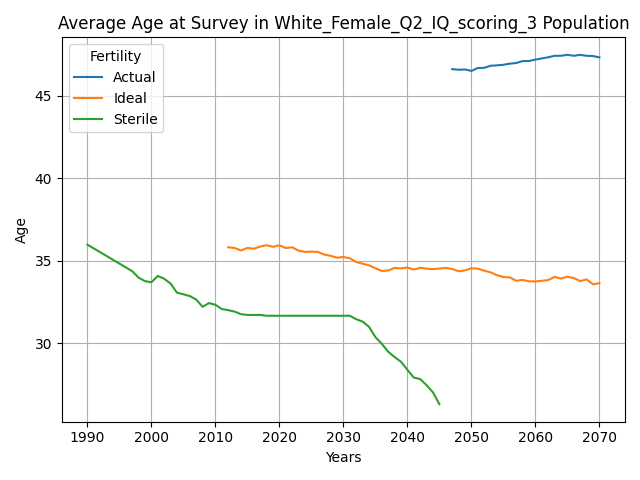 Average Age at Survey in White_Female_Q2_IQ_scoring_3 Population
Fertility
Actual
Ideal
Sterile
Age
45
40
35
30
1990 2000 2010 2020 2030 2040 2050 2060 2070
Years